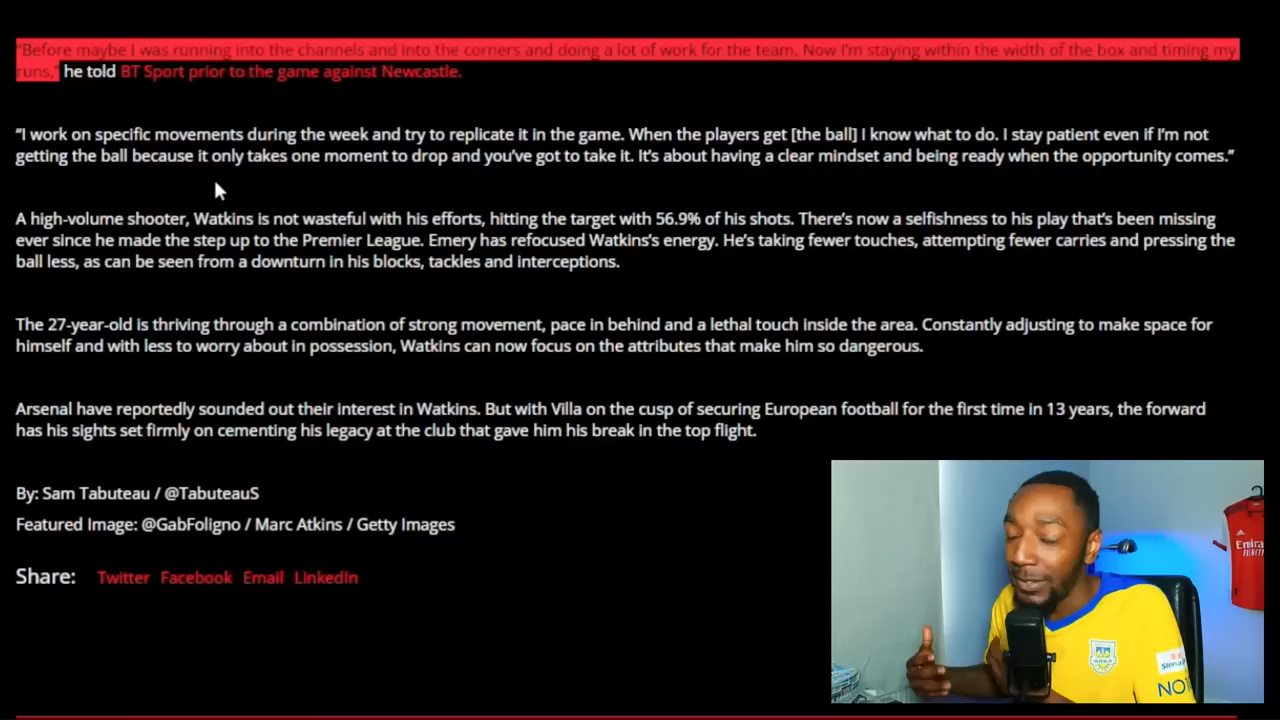 “Before maybe I was running into the channels and into the corners and doing a lot of work for the team. Now I’m staying within the width of the box and timing my
runs,” he told BT Sport prior to the game against Newcastle.
“I work on specific movements during the week and try to replicate it in the game. When the players get [the ball] I know what to do. I stay patient even if I’m not
getting the ball because it only takes one moment to drop and you’ve got to take it. It’s about having a clear mindset and being ready when the opportunity comes.”
A high-volume shooter, Watkins is not wasteful with his efforts, hitting the target with 56.9% of his shots. There’s now a selfishness to his play that’s been missing
ever since he made the step up to the Premier League. Emery has refocused Watkins’s energy. He’s taking fewer touches, attempting fewer carries and pressing the
ball less, as can be seen from a downturn in his blocks, tackles and interceptions.
The 27-year-old is thriving through a combination of strong movement, pace in behind and a lethal touch inside the area. Constantly adjusting to make space for
himself and with less to worry about in possession, Watkins can now focus on the attributes that make him so dangerous.
Arsenal have reportedly sounded out their interest in Watkins. But with Villa on the cusp of securing European football for the first time in 13 years, the forward
has his sights set firmly on cementing his legacy at the club that gave him his break in the top flight.
By: Sam Tabuteau / @TabuteauS
Featured Image: @GabFoligno / Marc Atkins / Getty Images
Share: Twitter Facebook Email LinkedIn